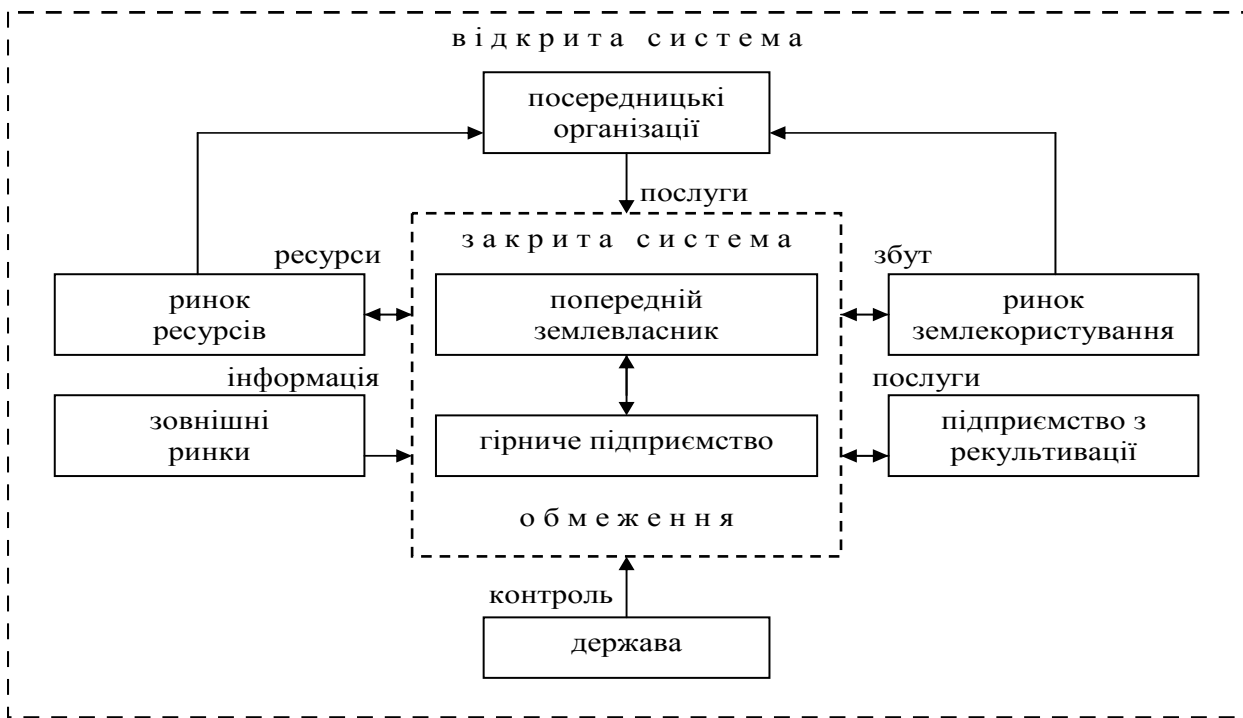 відкрита система
посередницькі
організації
послуги
закрита система
ресурси
збут
ринок
ресурсів
попередній
землевласник
ринок
землекористування
інформація
послуги
зовнішні
ринки
гірниче підприємство
підприємство з
рекультивації
обмеження
контроль
держава